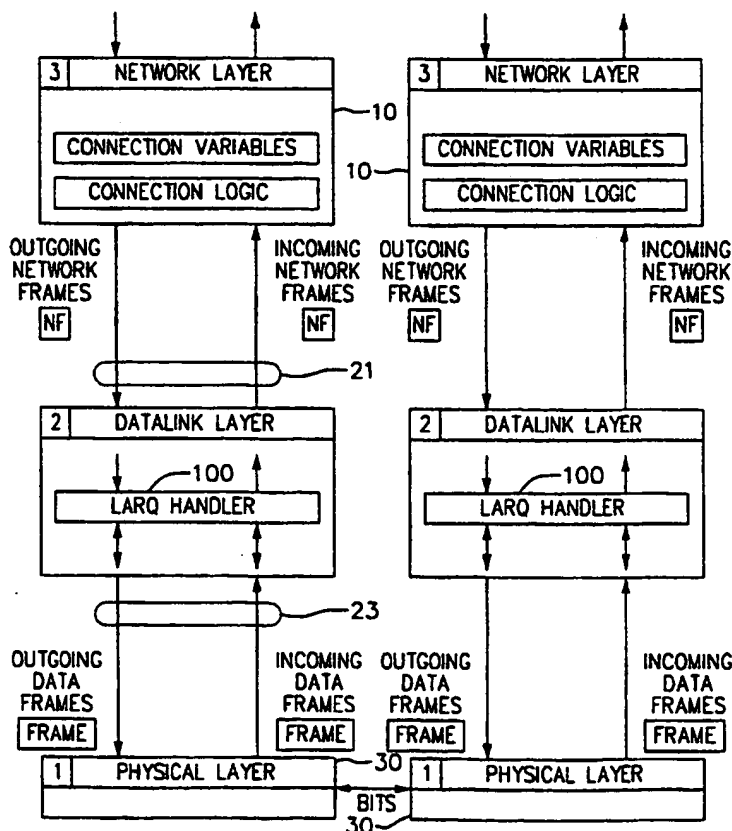 3 NETWORK LAYER
CONNECTION VARIABLES
CONNECTION LOGIC
10
OUTGOING
NETWORK
FRAMES
NF
INCOMING
NETWORK
FRAMES
NF
21
2 DATALINK LAYER
100
LARQ HANDLER
23
OUTGOING
DATA
FRAMES
FRAME
INCOMING
DATA
FRAMES
FRAME
1 PHYSICAL LAYER
30
BITS
3 NETWORK LAYER
10
CONNECTION VARIABLES
CONNECTION LOGIC
OUTGOING
NETWORK
FRAMES
NF
INCOMING
NETWORK
FRAMES
NF
2 DATALINK LAYER
100
LARQ HANDLER
OUTGOING
DATA
FRAMES
FRAME
INCOMING
DATA
FRAMES
FRAME
1 PHYSICAL LAYER
30